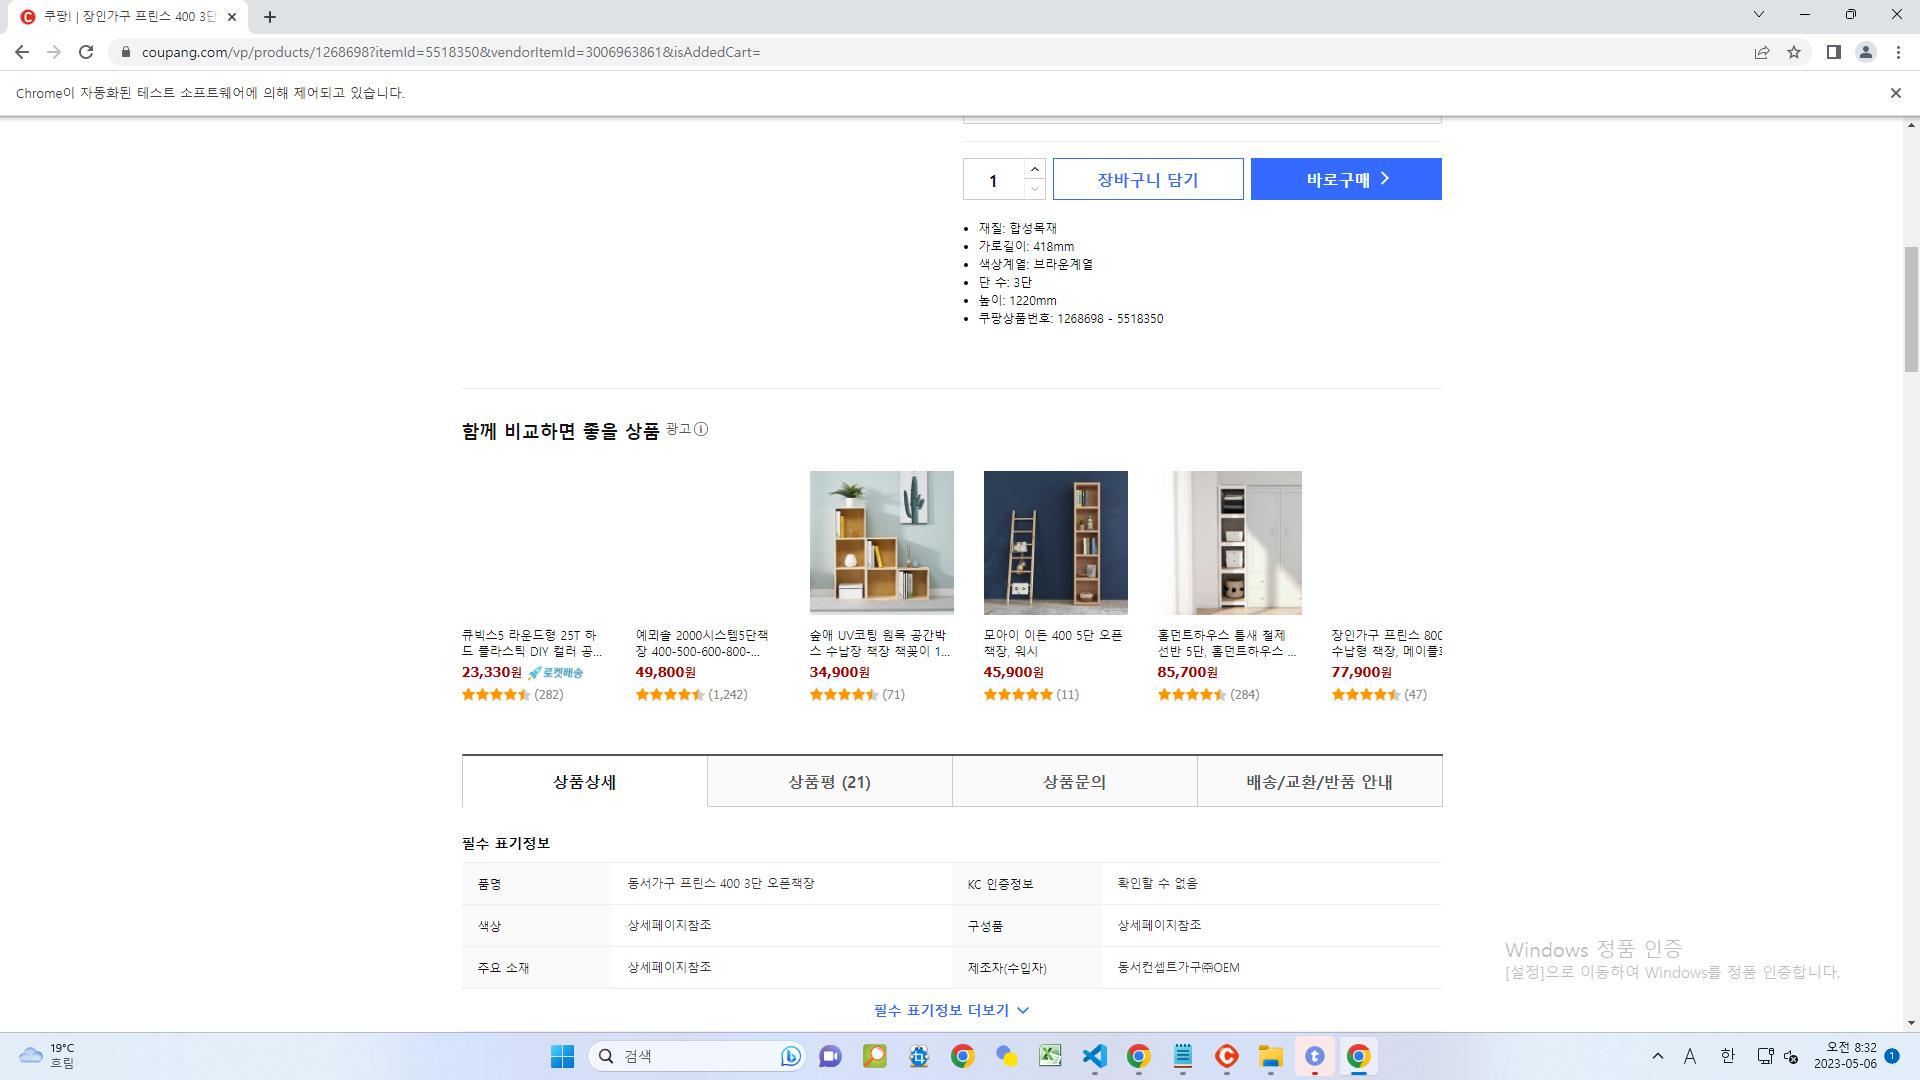 쿠팡! | 장인가구 프린스 400 3단
coupang.com/vp/products/1268698?itemId=5518350&vendorItemId=3006963861&isAddedCart=
Chrome이 자동화된 테스트 소프트웨어에 의해 제어되고 있습니다.
1
장바구니 담기
바로구매
재질: 합성목재
가로길이: 418mm
색상계열: 브라운계열
단 수: 3단
높이: 1220mm
쿠팡상품번호: 1268698 - 5518350
함께 비교하면 좋을 상품 광고
큐빅스5 라운드형 25T 하
드 플라스틱 DIY 컬러 공...
23,330원 로켓배송
(282)
예뫼솔 2000시스템5단책
장 400-500-600-800-...
49,800원
(1,242)
숲애 UV코팅 원목 공간박
스 수납장 책장 책꽂이 1...
34,900원
(71)
모아이 이든 400 5단 오픈
책장, 워시
45,900원
(11)
홈던트하우스 틈새 철제
선반 5단, 홈던트하우스 ...
85,700원
(284)
장인가구 프린스 800
수납형 책장, 메이플화
77,900원
(47)
상품상세
상품평 (21)
상품문의
배송/교환/반품 안내
필수 표기정보
품명 동서가구 프린스 400 3단 오픈책장 KC 인증정보 확인할 수 없음
색상 상세페이지참조 구성품 상세페이지참조
주요 소재 상세페이지참조 제조자(수입자) 동서컨셉트가구㈜OEM
필수 표기정보 더보기
Windows 정품 인증
[설정]으로 이동하여 Windows를 정품 인증합니다.
19°C
흐림
검색
A
한
오전 8:32
2023-05-06
1